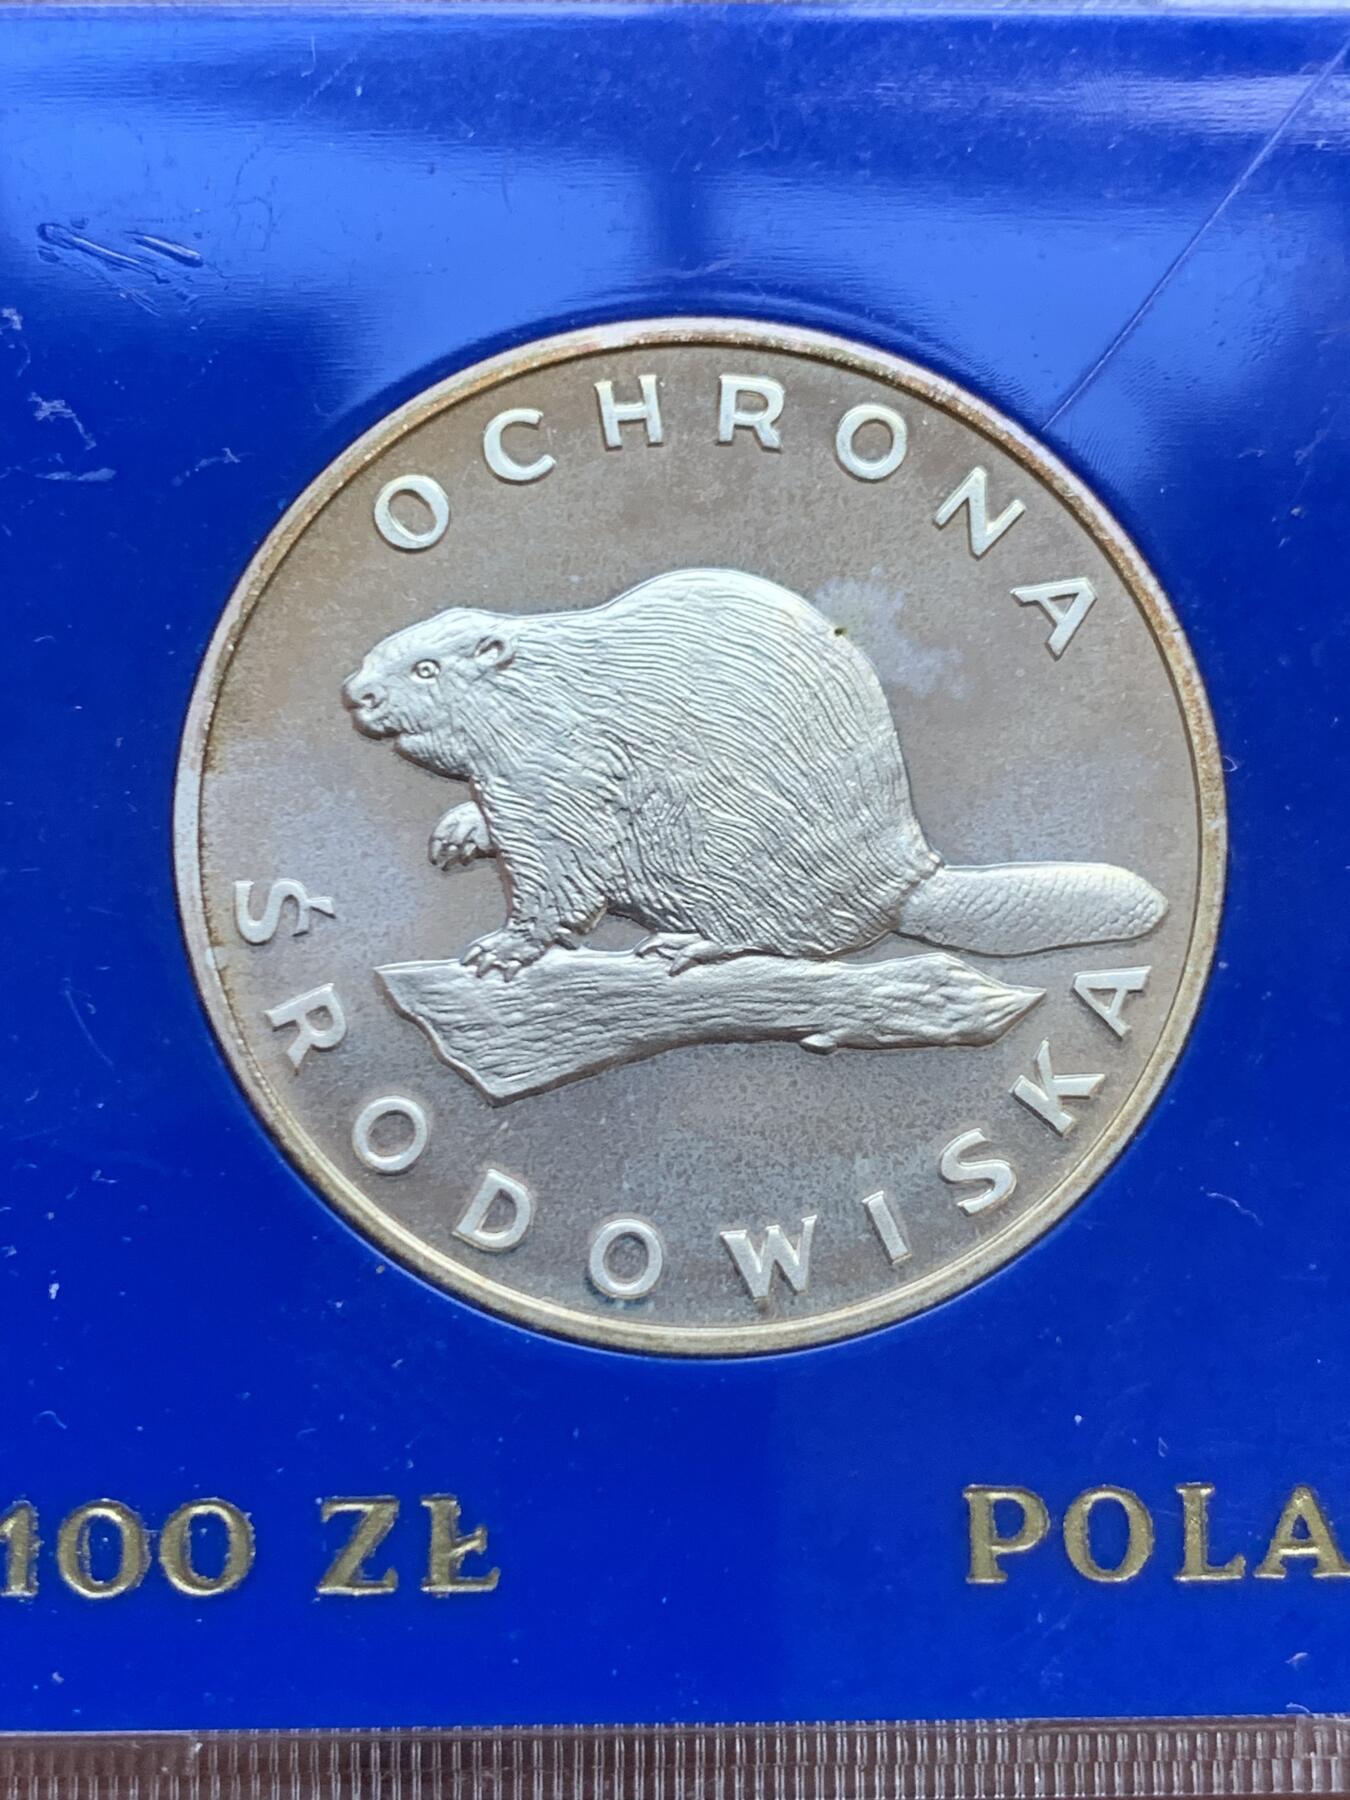 OCHRONA
ŚRODOWISKA
100 ZŁ
POLA